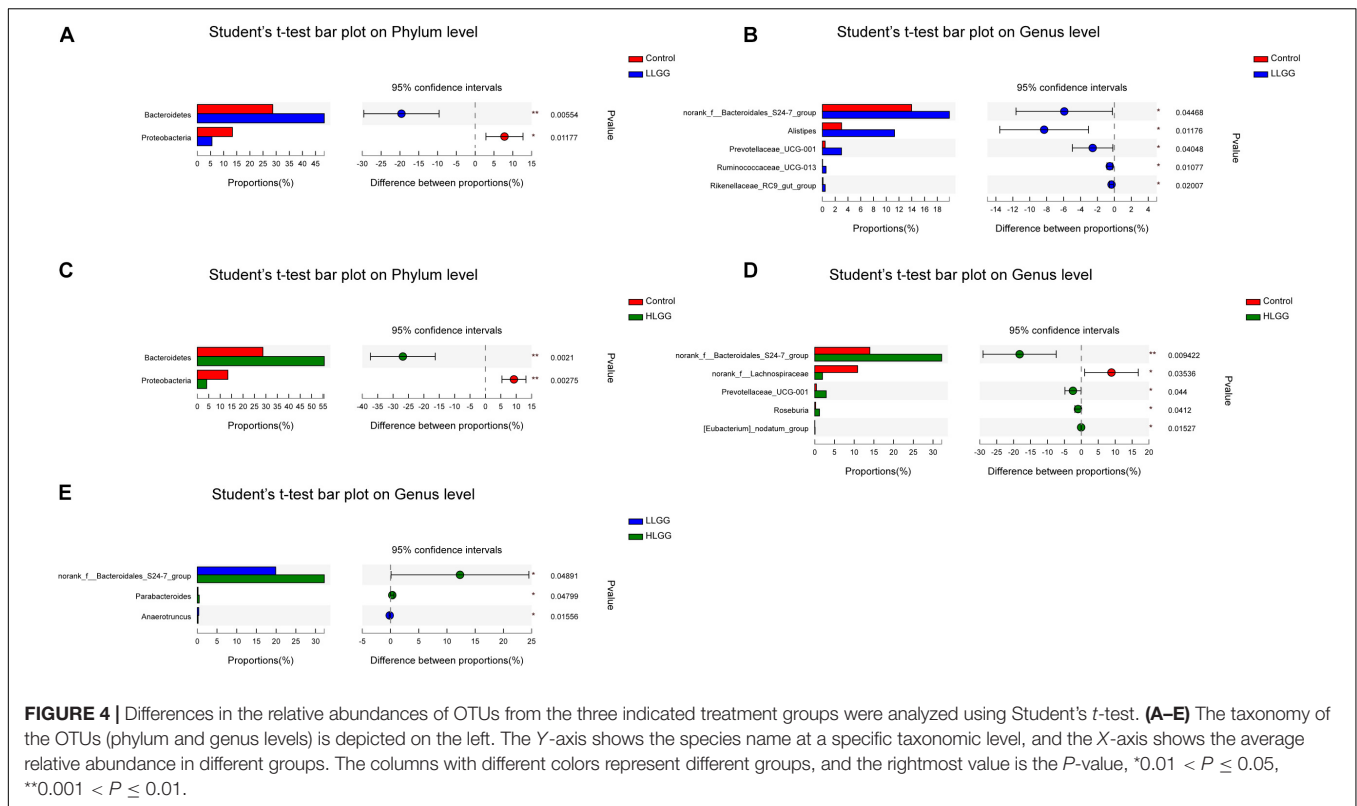 A
Student's t-test bar plot on Phylum level
Control
LLGG
95% confidence intervals
Bacteroidetes
Proteobacteria
** 0.00554
* 0.01177
Pvalue
0 5 10 15 20 25 30 35 40 45
-30 -25 -20 -15 -10 -5 0 5 10 15
Proportions(%)
Difference between proportions(%)
B
Student's t-test bar plot on Genus level
Control
LLGG
95% confidence intervals
norank_f__Bacteroidales_S24-7_group
Alistipes
Prevotellaceae_UCG-001
Ruminococcaceae_UCG-013
Rikenellaceae_RC9_gut_group
* 0.04468
* 0.01176
* 0.04048
* 0.01077
* 0.02007
Pvalue
0 2 4 6 8 10 12 14 16 18
-14 -12 -10 -8 -6 -4 -2 0 2 4
Proportions(%)
Difference between proportions(%)
C
Student's t-test bar plot on Phylum level
Control
HLGG
95% confidence intervals
Bacteroidetes
Proteobacteria
** 0.0021
** 0.00275
Pvalue
0 5 10 15 20 25 30 35 40 45 50 55
-40 -35 -30 -25 -20 -15 -10 -5 0 5 10 15
Proportions(%)
Difference between proportions(%)
D
Student's t-test bar plot on Genus level
Control
HLGG
95% confidence intervals
norank_f__Bacteroidales_S24-7_group
norank_f__Lachnospiraceae
Prevotellaceae_UCG-001
Roseburia
[Eubacterium]_nodatum_group
** 0.009422
* 0.03536
* 0.044
* 0.0412
* 0.01527
Pvalue
0 5 10 15 20 25 30
-30 -25 -20 -15 -10 -5 0 5 10 15 20
Proportions(%)
Difference between proportions(%)
E
Student's t-test bar plot on Genus level
LLGG
HLGG
95% confidence intervals
norank_f__Bacteroidales_S24-7_group
Parabacteroides
Anaerotruncus
* 0.04891
* 0.04799
* 0.01556
Pvalue
0 5 10 15 20 25 30
-5 0 5 10 15 20 25
Proportions(%)
Difference between proportions(%)
FIGURE 4 | Differences in the relative abundances of OTUs from the three indicated treatment groups were analyzed using Student's t-test. (A–E) The taxonomy of
the OTUs (phylum and genus levels) is depicted on the left. The Y-axis shows the species name at a specific taxonomic level, and the X-axis shows the average
relative abundance in different groups. The columns with different colors represent different groups, and the rightmost value is the P-value, *0.01 < P ≤ 0.05,
**0.001 < P ≤ 0.01.